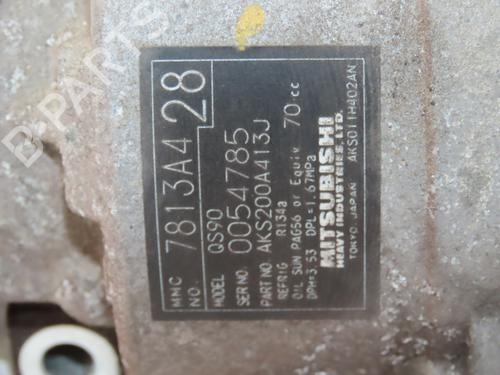 MMC NO. 7813A428
MODEL QS90
SER NO. 0054785
PART NO. AKS200A413J
REFRIG R134a
OIL SUN PAG56 or Equiv. 70 cc
DPH=3.53 DPL=1.67MPa
MITSUBISHI
HEAVY INDUSTRIES, LTD.
TOKYO, JAPAN AKS011H402AN
B-PARTS